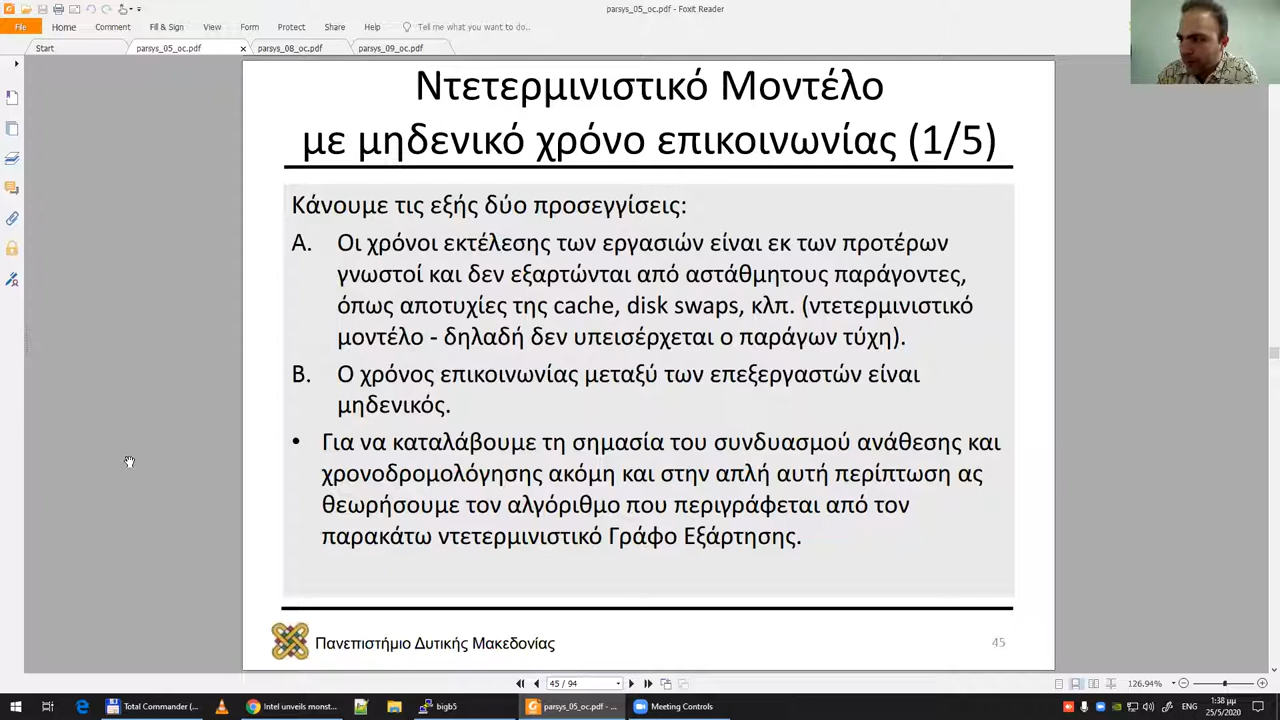 parsys_05_oc.pdf - Foxit Reader
File Home Comment Fill & Sign View Form Protect Share Help Tell me what you want to do..
Start parsys_05_oc.pdf parsys_08_oc.pdf parsys_09_oc.pdf
Ντετερμινιστικό Μοντέλο
με μηδενικό χρόνο επικοινωνίας (1/5)
Κάνουμε τις εξής δύο προσεγγίσεις:
Α. Οι χρόνοι εκτέλεσης των εργασιών είναι εκ των προτέρων
γνωστοί και δεν εξαρτώνται από αστάθμητους παράγοντες,
όπως αποτυχίες της cache, disk swaps, κλπ. (ντετερμινιστικό
μοντέλο - δηλαδή δεν υπεισέρχεται ο παράγων τύχη).
Β. Ο χρόνος επικοινωνίας μεταξύ των επεξεργαστών είναι
μηδενικός.
• Για να καταλάβουμε τη σημασία του συνδυασμού ανάθεσης και
χρονοδρομολόγησης ακόμη και στην απλή αυτή περίπτωση ας
θεωρήσουμε τον αλγόριθμο που περιγράφεται από τον
παρακάτω ντετερμινιστικό Γράφο Εξάρτησης.
Πανεπιστήμιο Δυτικής Μακεδονίας
45
45 / 94
126.94%
Total Commander (... Intel unveils monst... bigb5 parsys_05_oc.pdf - ... Meeting Controls
1:38 μμ
25/5/2020